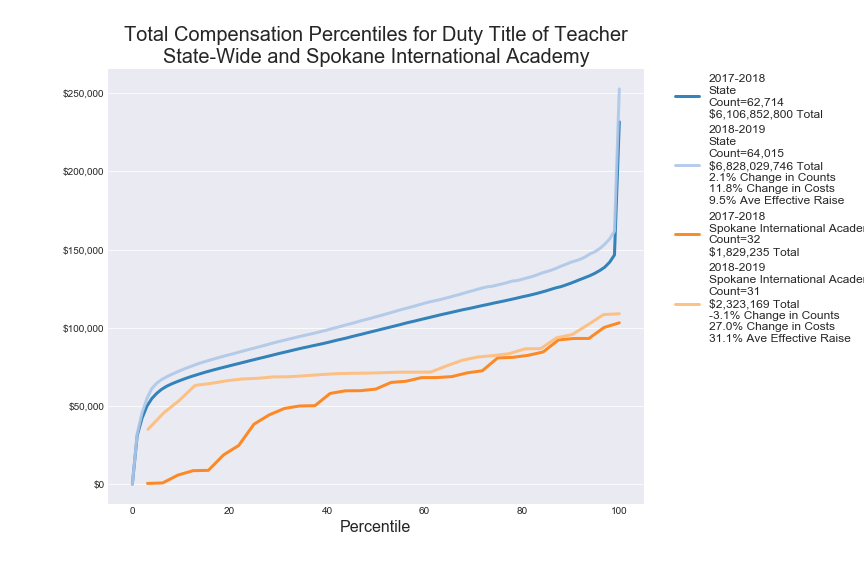 Total Compensation Percentiles for Duty Title of Teacher
State-Wide and Spokane International Academy
$250,000
$200,000
$150,000
$100,000
$50,000
$0
0
20
40
60
80
100
Percentile
2017-2018
State
Count=62,714
$6,106,852,800 Total
2018-2019
State
Count=64,015
$6,828,029,746 Total
2.1% Change in Counts
11.8% Change in Costs
9.5% Ave Effective Raise
2017-2018
Spokane International
Count=32
$1,829,235 Total
2018-2019
Spokane International
Count=31
$2,323,169 Total
-3.1% Change in Counts
27.0% Change in Costs
31.1% Ave Effective Raise